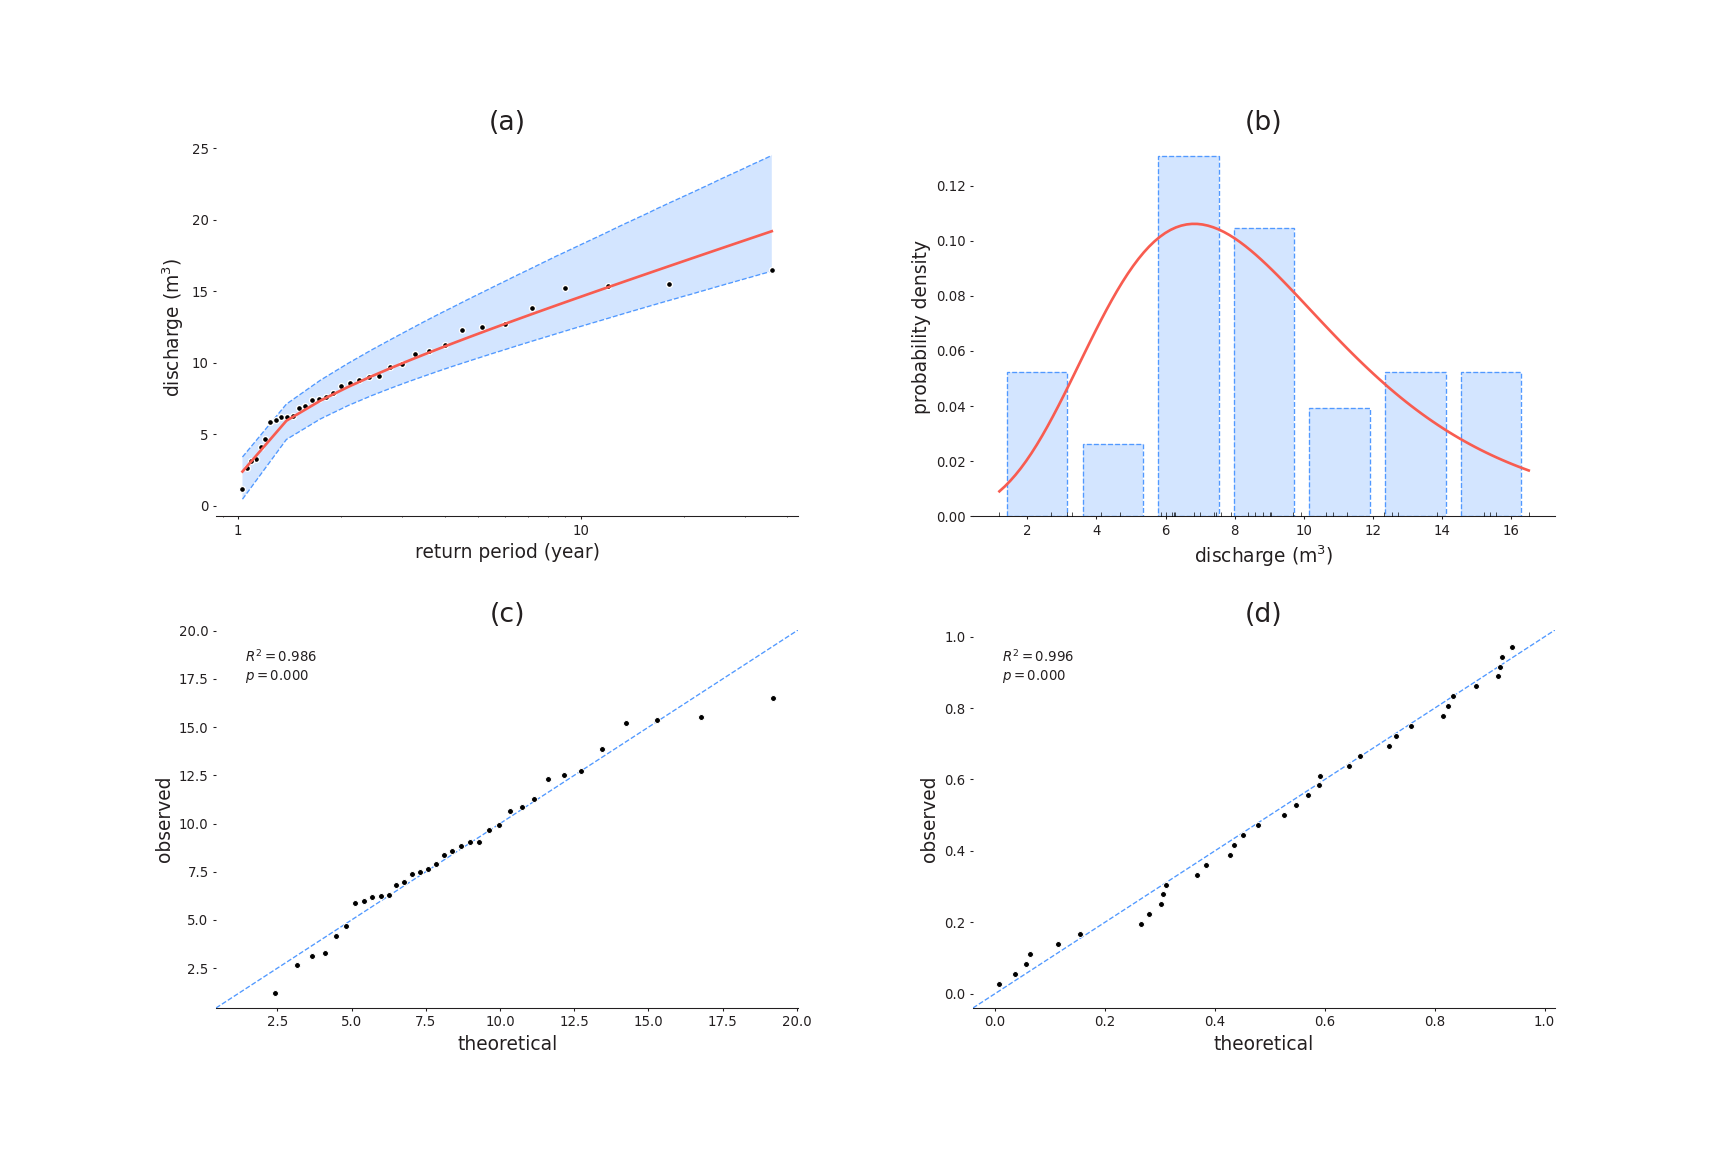 (a)
25
20
15
10
5
0
discharge (m³)
1 10
return period (year)
(b)
0.12
0.10
0.08
0.06
0.04
0.02
0.00
probability density
2 4 6 8 10 12 14 16
discharge (m³)
(c)
20.0
17.5
15.0
12.5
10.0
7.5
5.0
2.5
observed
R² = 0.986
p = 0.000
2.5 5.0 7.5 10.0 12.5 15.0 17.5 20.0
theoretical
(d)
1.0
0.8
0.6
0.4
0.2
0.0
observed
R² = 0.996
p = 0.000
0.0 0.2 0.4 0.6 0.8 1.0
theoretical